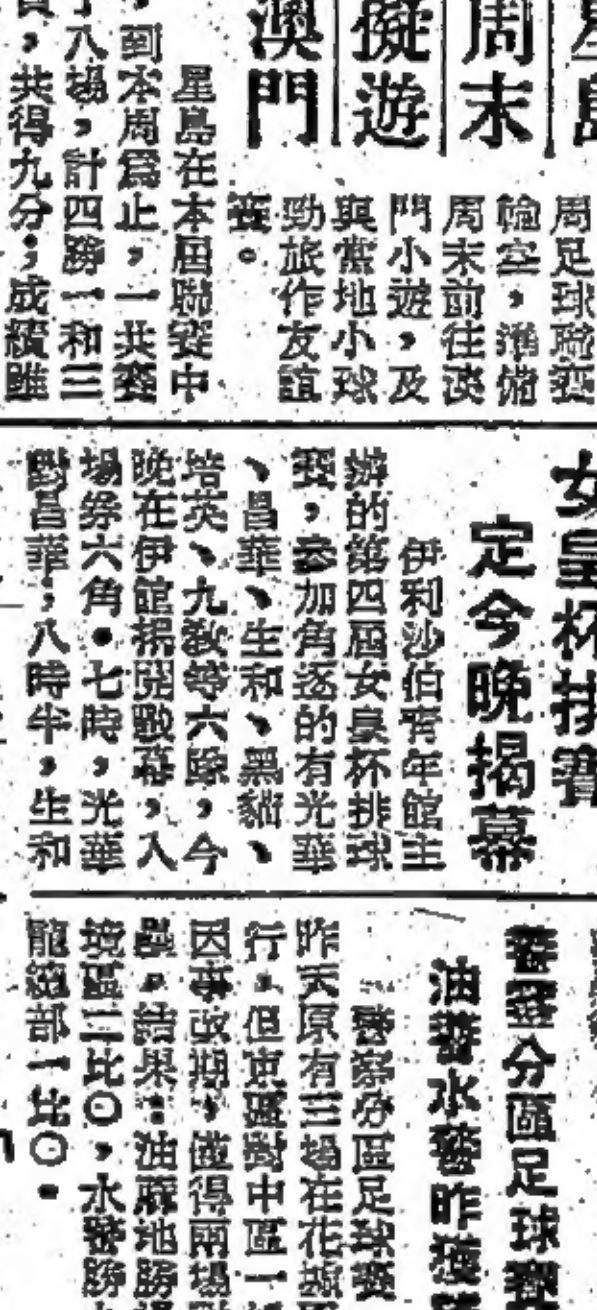 周末
擬遊
澳門
周足球聯賽
輪空，準備
周末前往澳
門小遊，及
與當地小球
勁旅作友誼
賽。
星島在本屆聯賽中
，到本周爲止，一共賽
了八場，計四勝一和三
，共得九分；成績雖
女皇杯排賽
定今晚揭幕
伊利沙伯青年館主
辦的第四屆女皇杯排球
賽，參加角逐的有光華
、昌華、生和、黑貓、
培英、九教等六隊，今
晚在伊館揭開戰幕，入
場券六角．七時，光華
對昌華；八時半，生和
警察分區足球賽
油警水警昨獲
警察分區足球賽
昨天原有三場在花墟
行，但東區對中區一
因事改期，僅得兩場
結果：油麻地勝
境區二比〇，水警勝
龍總部一比〇．